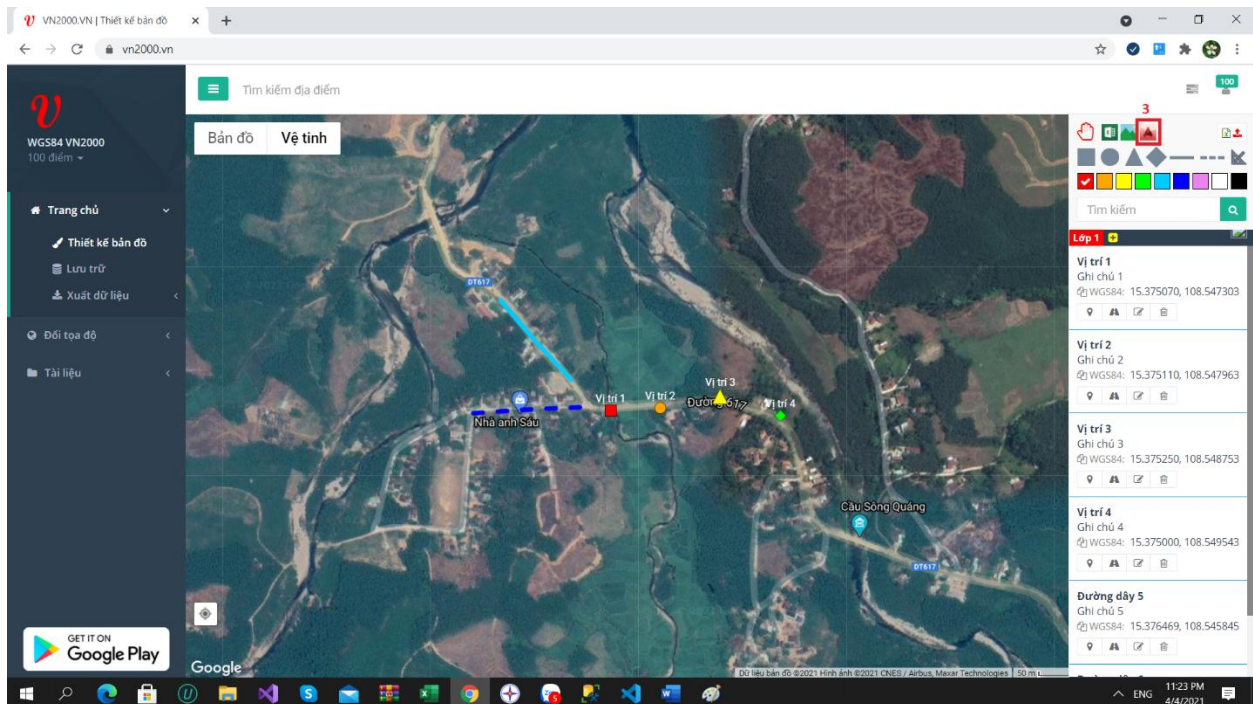 VN2000.VN | Thiết kế bản đồ
vn2000.vn
WGS84 VN2000
100 điểm
Trang chủ
Thiết kế bản đồ
Lưu trữ
Xuất dữ liệu
Đổi tọa độ
Tài liệu
GET IT ON
Google Play
Tìm kiếm địa điểm
100
Bản đồ Vệ tinh
DT617
Vị trí 1
Vị trí 2
Vị trí 3
Đường 617
Vị trí 4
Nhà anh Sáu
Cầu Sông Quáng
DT617
Google
Dữ liệu bản đồ ©2021 Hình ảnh ©2021 CNES / Airbus, Maxar Technologies 50 m
3
Tìm kiếm
Lớp 1
Vị trí 1
Ghi chú 1
WGS84: 15.375070, 108.547303
Vị trí 2
Ghi chú 2
WGS84: 15.375110, 108.547963
Vị trí 3
Ghi chú 3
WGS84: 15.375250, 108.548753
Vị trí 4
Ghi chú 4
WGS84: 15.375000, 108.549543
Đường dây 5
Ghi chú 5
WGS84: 15.376469, 108.545845
ENG
11:23 PM
4/4/2021